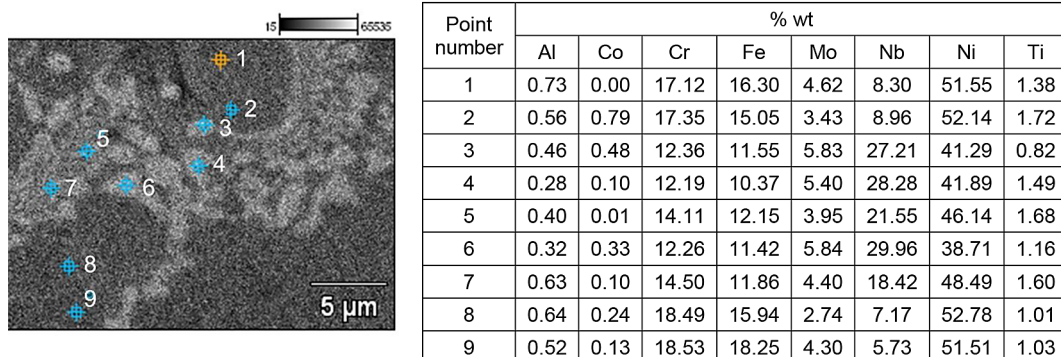 15 65535
1
2
3
4
5
6
7
8
9
5 µm
Point number % wt
Al Co Cr Fe Mo Nb Ni Ti
1 0.73 0.00 17.12 16.30 4.62 8.30 51.55 1.38
2 0.56 0.79 17.35 15.05 3.43 8.96 52.14 1.72
3 0.46 0.48 12.36 11.55 5.83 27.21 41.29 0.82
4 0.28 0.10 12.19 10.37 5.40 28.28 41.89 1.49
5 0.40 0.01 14.11 12.15 3.95 21.55 46.14 1.68
6 0.32 0.33 12.26 11.42 5.84 29.96 38.71 1.16
7 0.63 0.10 14.50 11.86 4.40 18.42 48.49 1.60
8 0.64 0.24 18.49 15.94 2.74 7.17 52.78 1.01
9 0.52 0.13 18.53 18.25 4.30 5.73 51.51 1.03